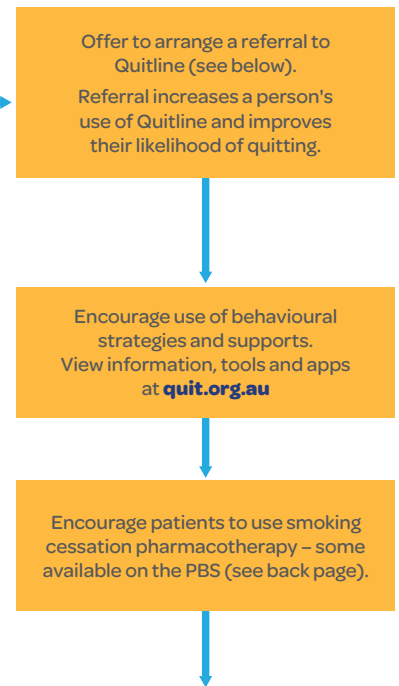 Offer to arrange a referral to
Quitline (see below).
Referral increases a person's
use of Quitline and improves
their likelihood of quitting.
Encourage use of behavioural
strategies and supports.
View information, tools and apps
at quit.org.au
Encourage patients to use smoking
cessation pharmacotherapy – some
available on the PBS (see back page).